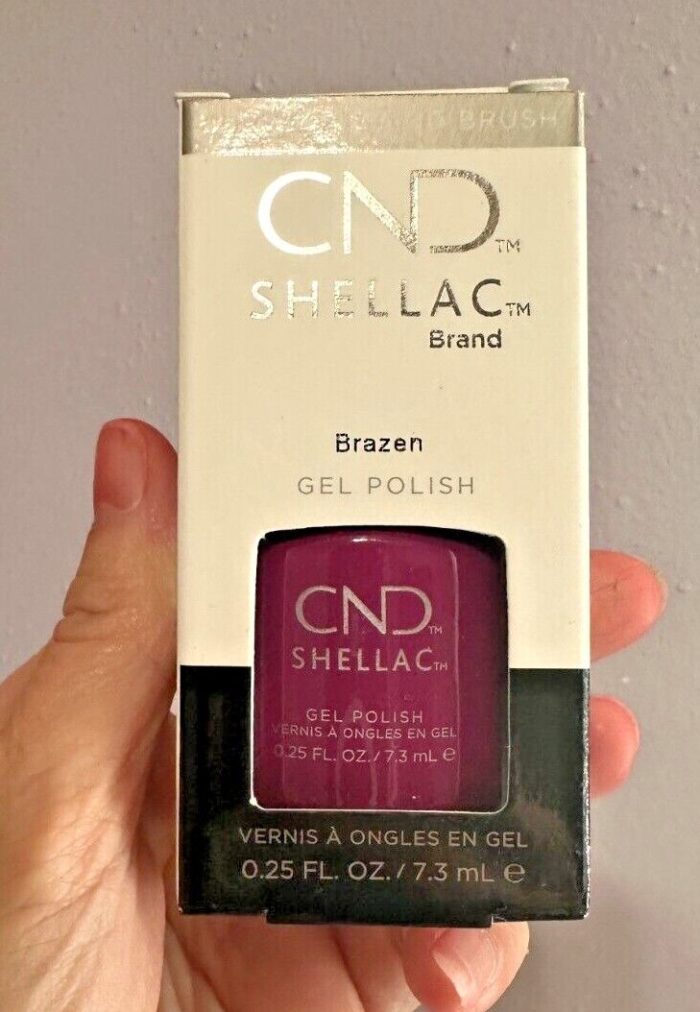 BRUSH
CND™
SHELLAC™
Brand
Brazen
GEL POLISH
CND™
SHELLAC™
GEL POLISH
VERNIS À ONGLES EN GEL
0.25 FL. OZ./7.3 mL ℮
VERNIS À ONGLES EN GEL
0.25 FL. OZ./7.3 mL ℮